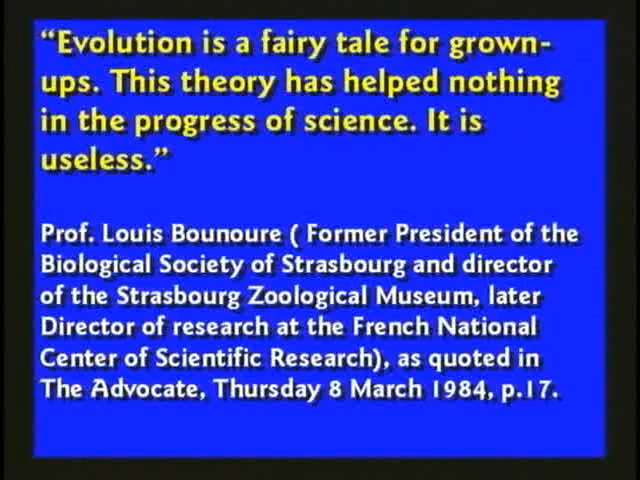 “Evolution is a fairy tale for grown-
ups. This theory has helped nothing
in the progress of science. It is
useless.”
Prof. Louis Bounoure ( Former President of the
Biological Society of Strasbourg and director
of the Strasbourg Zoological Museum, later
Director of research at the French National
Center of Scientific Research), as quoted in
The Advocate, Thursday 8 March 1984, p.17.